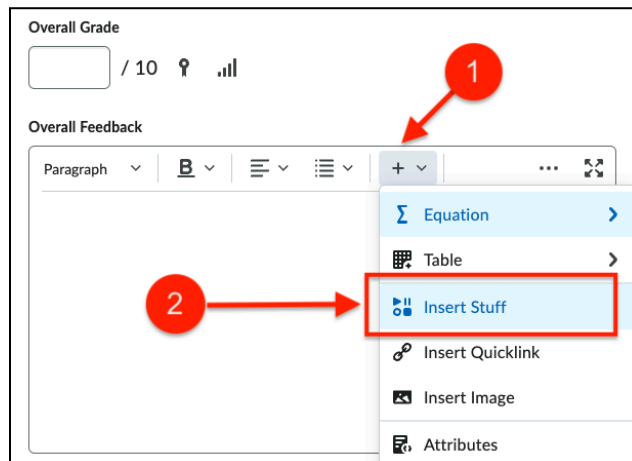 Overall Grade
/ 10
1
Overall Feedback
Paragraph B +
Equation
Table
2
Insert Stuff
Insert Quicklink
Insert Image
Attributes